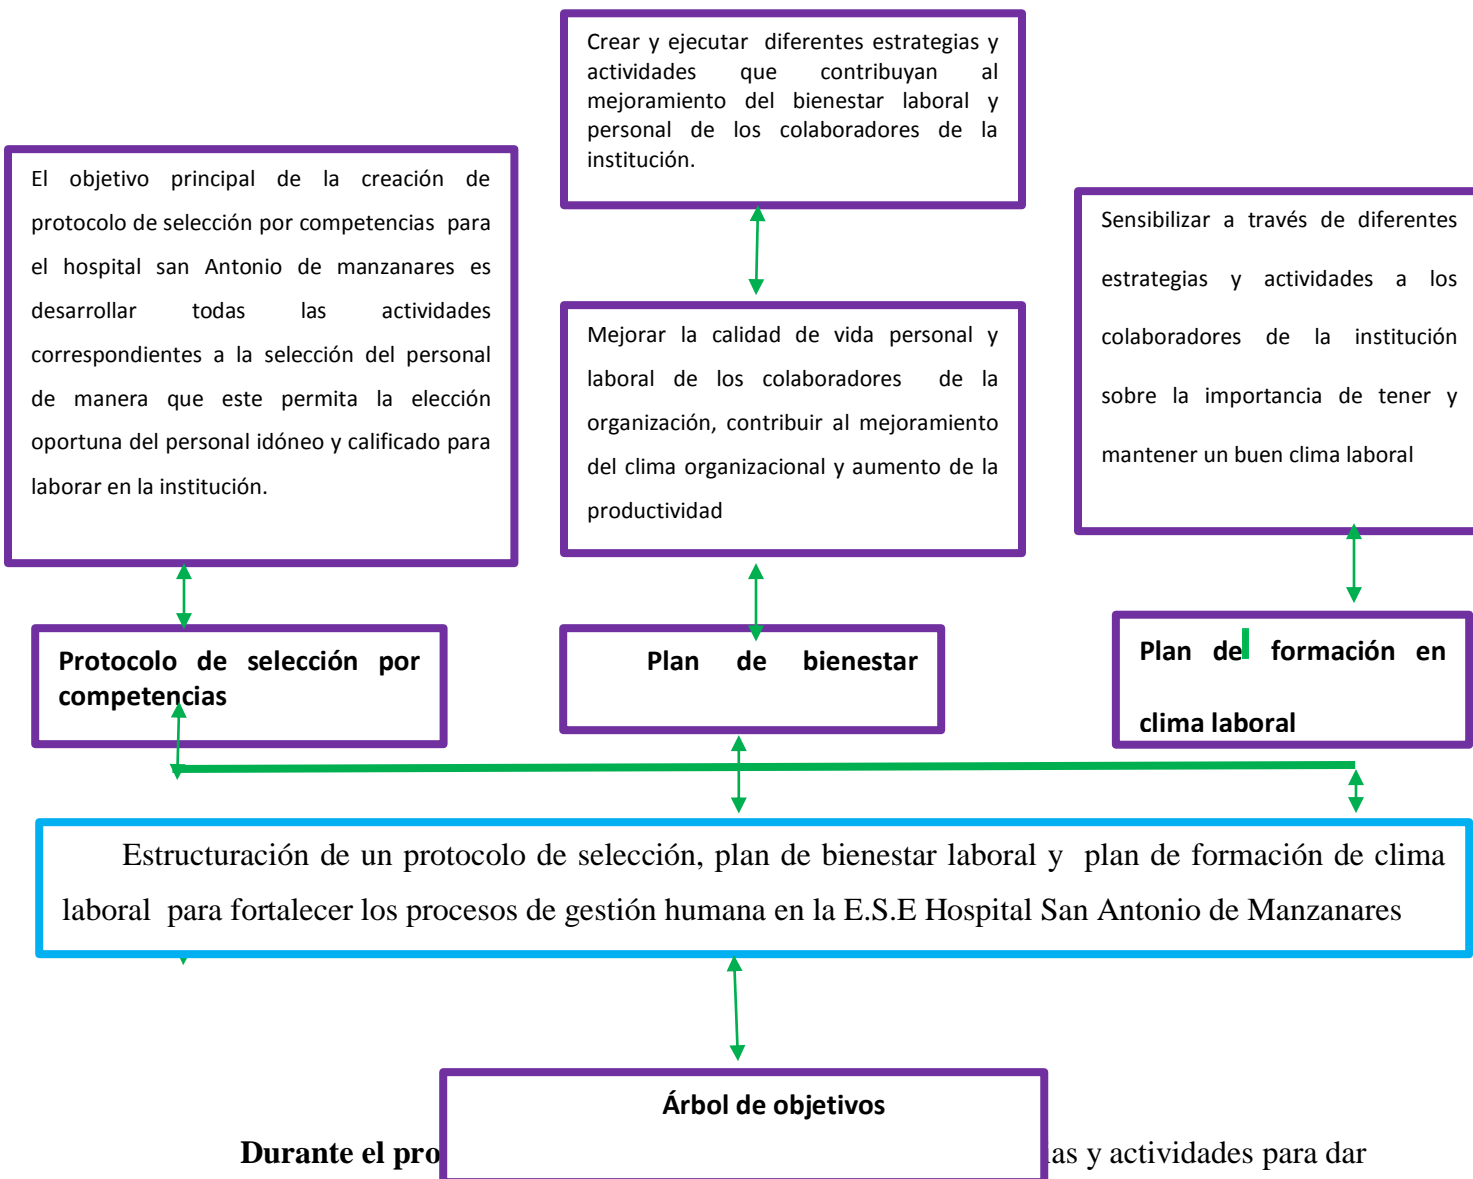 Crear y ejecutar diferentes estrategias y
actividades que contribuyan al
mejoramiento del bienestar laboral y
personal de los colaboradores de la
institución.
El objetivo principal de la creación de
protocolo de selección por competencias para
el hospital san Antonio de manzanares es
desarrollar todas las actividades
correspondientes a la selección del personal
de manera que este permita la elección
oportuna del personal idóneo y calificado para
laborar en la institución.
Mejorar la calidad de vida personal y
laboral de los colaboradores de la
organización, contribuir al mejoramiento
del clima organizacional y aumento de la
productividad
Sensibilizar a través de diferentes
estrategias y actividades a los
colaboradores de la institución
sobre la importancia de tener y
mantener un buen clima laboral
Protocolo de selección por
competencias
Plan de bienestar
Plan de formación en
clima laboral
Estructuración de un protocolo de selección, plan de bienestar laboral y plan de formación de clima
laboral para fortalecer los procesos de gestión humana en la E.S.E Hospital San Antonio de Manzanares
Árbol de objetivos
Durante el pro as y actividades para dar